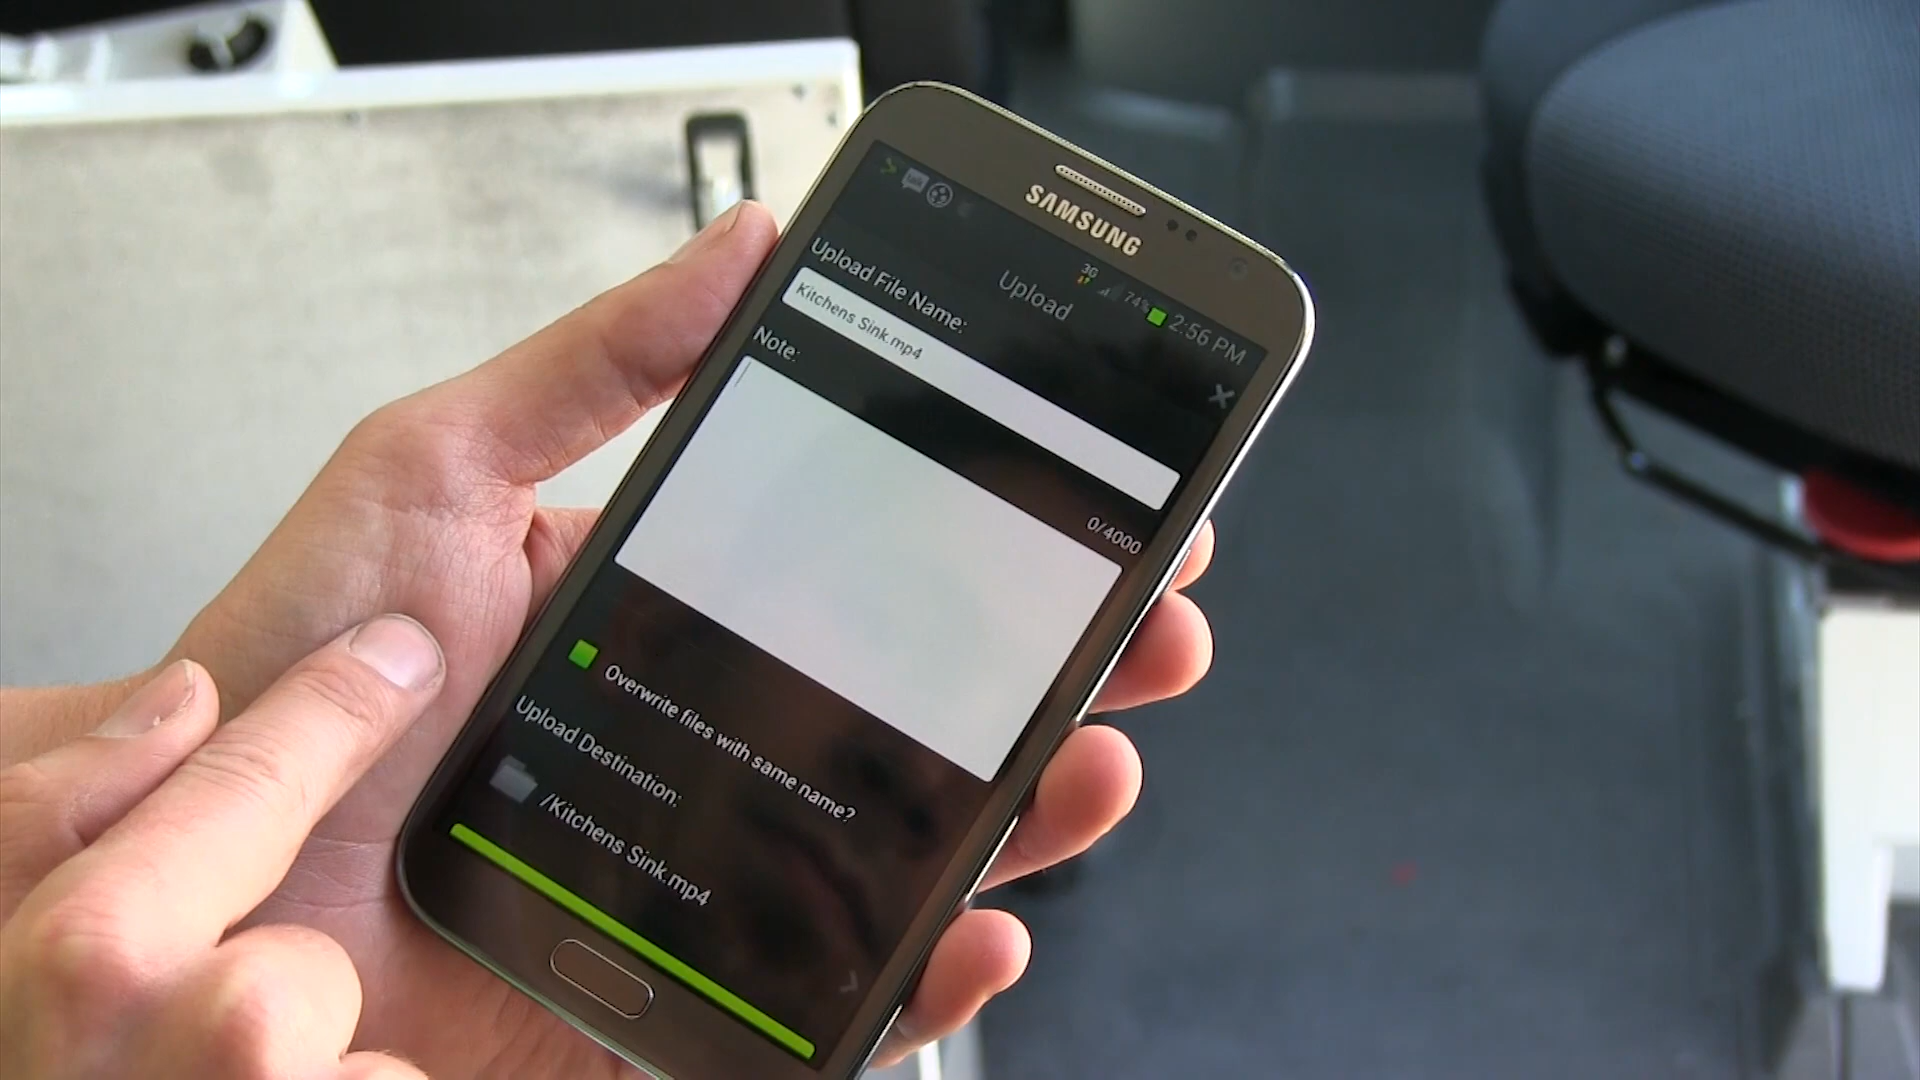 SAMSUNG
3G 74% 2:56 PM
Upload
Upload File Name:
Kitchens Sink.mp4
Note:
0/4000
Overwrite files with same name?
Upload Destination:
/Kitchens Sink.mp4